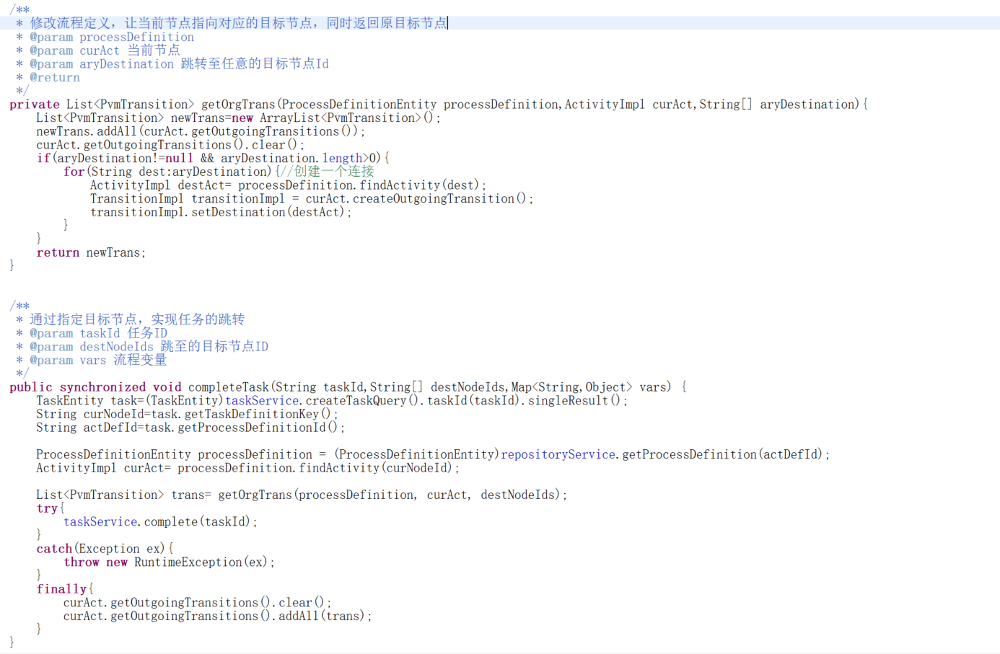 /**
 * 修改流程定义，让当前节点指向对应的目标节点，同时返回原目标节点
 * @param processDefinition
 * @param curAct 当前节点
 * @param aryDestination 跳转至任意的目标节点Id
 * @return
 */
private List<PvmTransition> getOrgTrans(ProcessDefinitionEntity processDefinition,ActivityImpl curAct,String[] aryDestination){
    List<PvmTransition> newTrans=new ArrayList<PvmTransition>();
    newTrans.addAll(curAct.getOutgoingTransitions());
    curAct.getOutgoingTransitions().clear();
    if(aryDestination!=null && aryDestination.length>0){
        for(String dest:aryDestination){//创建一个连接
            ActivityImpl destAct= processDefinition.findActivity(dest);
            TransitionImpl transitionImpl = curAct.createOutgoingTransition();
            transitionImpl.setDestination(destAct);
        }
    }
    return newTrans;
}
/**
 * 通过指定目标节点，实现任务的跳转
 * @param taskId 任务ID
 * @param destNodeIds 跳至的目标节点ID
 * @param vars 流程变量
 */
public synchronized void completeTask(String taskId,String[] destNodeIds,Map<String,Object> vars) {
    TaskEntity task=(TaskEntity)taskService.createTaskQuery().taskId(taskId).singleResult();
    String curNodeId=task.getTaskDefinitionKey();
    String actDefId=task.getProcessDefinitionId();
    ProcessDefinitionEntity processDefinition = (ProcessDefinitionEntity)repositoryService.getProcessDefinition(actDefId);
    ActivityImpl curAct= processDefinition.findActivity(curNodeId);
    List<PvmTransition> trans= getOrgTrans(processDefinition, curAct, destNodeIds);
    try{
        taskService.complete(taskId);
    }
    catch(Exception ex){
        throw new RuntimeException(ex);
    }
    finally{
        curAct.getOutgoingTransitions().clear();
        curAct.getOutgoingTransitions().addAll(trans);
    }
}